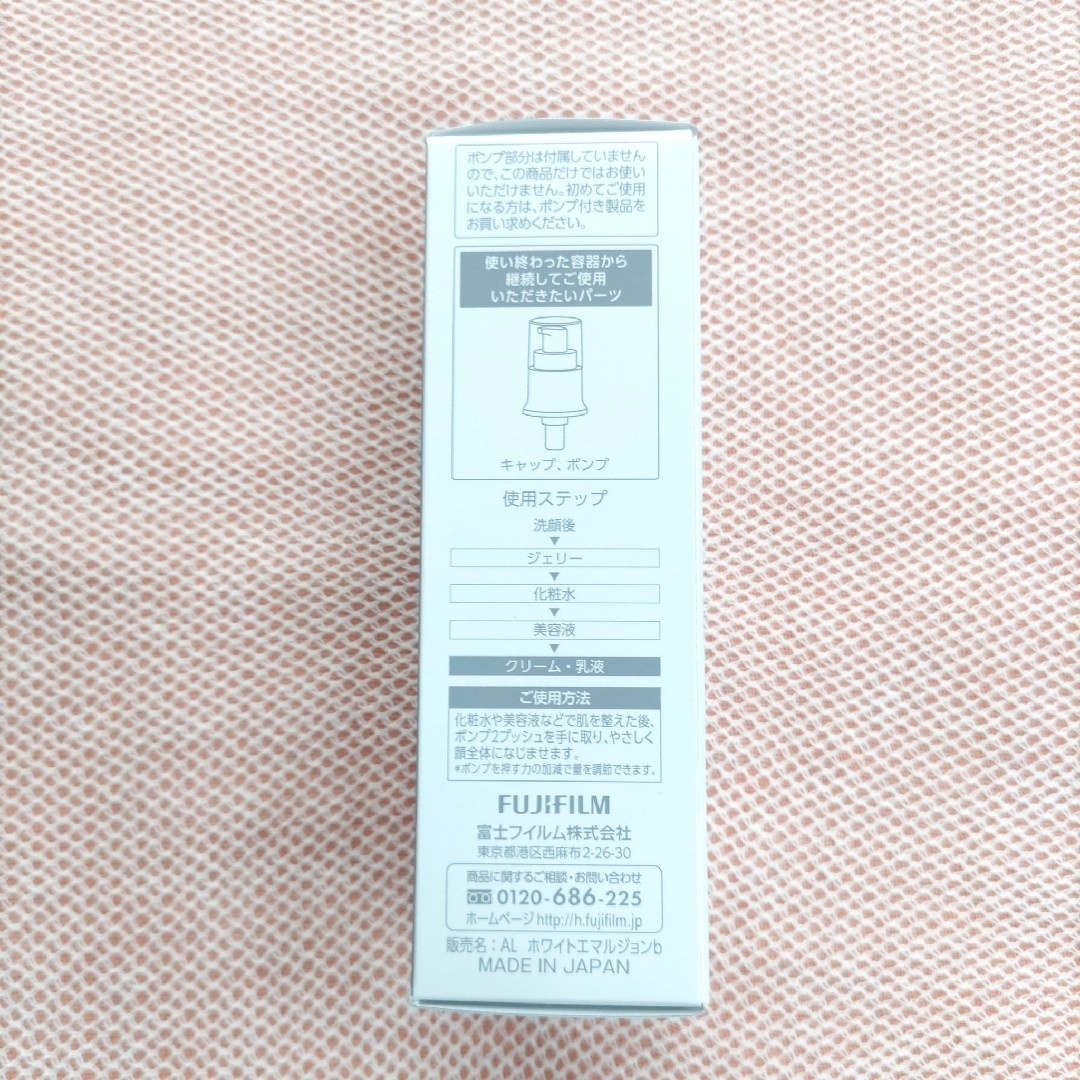 ポンプ部分は付属していません
ので、この商品だけではお使い
いただけません。初めてご使用
になる方は、ポンプ付き製品を
お買い求めください。
使い終わった容器から
継続してご使用
いただきたいパーツ
キャップ、ポンプ
使用ステップ
洗顔後
▼
ジェリー
▼
化粧水
▼
美容液
▼
クリーム・乳液
ご使用方法
化粧水や美容液などで肌を整えた後、
ポンプ2プッシュを手に取り、やさしく
顔全体になじませます。
*ポンプを押す力の加減で量を調節できます。
FUJIFILM
富士フイルム株式会社
東京都港区西麻布2-26-30
商品に関するご相談・お問い合わせ
0120-686-225
ホームページhttp://h.fujifilm.jp
販売名：AL ホワイトエマルジョンb
MADE IN JAPAN